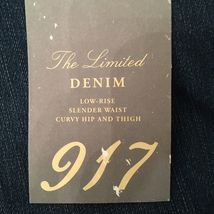 The Limited
DENIM
LOW-RISE
SLENDER WAIST
CURVY HIP AND THIGH
917